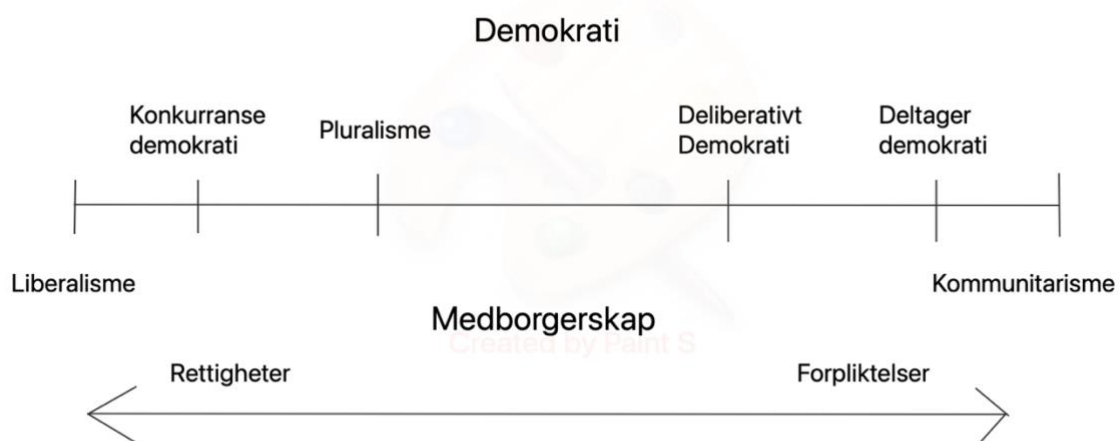 Demokrati
Konkurranse
demokrati
Pluralisme
Deliberativt
Demokrati
Deltager
demokrati
Liberalisme
Kommunitarisme
Medborgerskap
Created by Paint S
Rettigheter
Forpliktelser